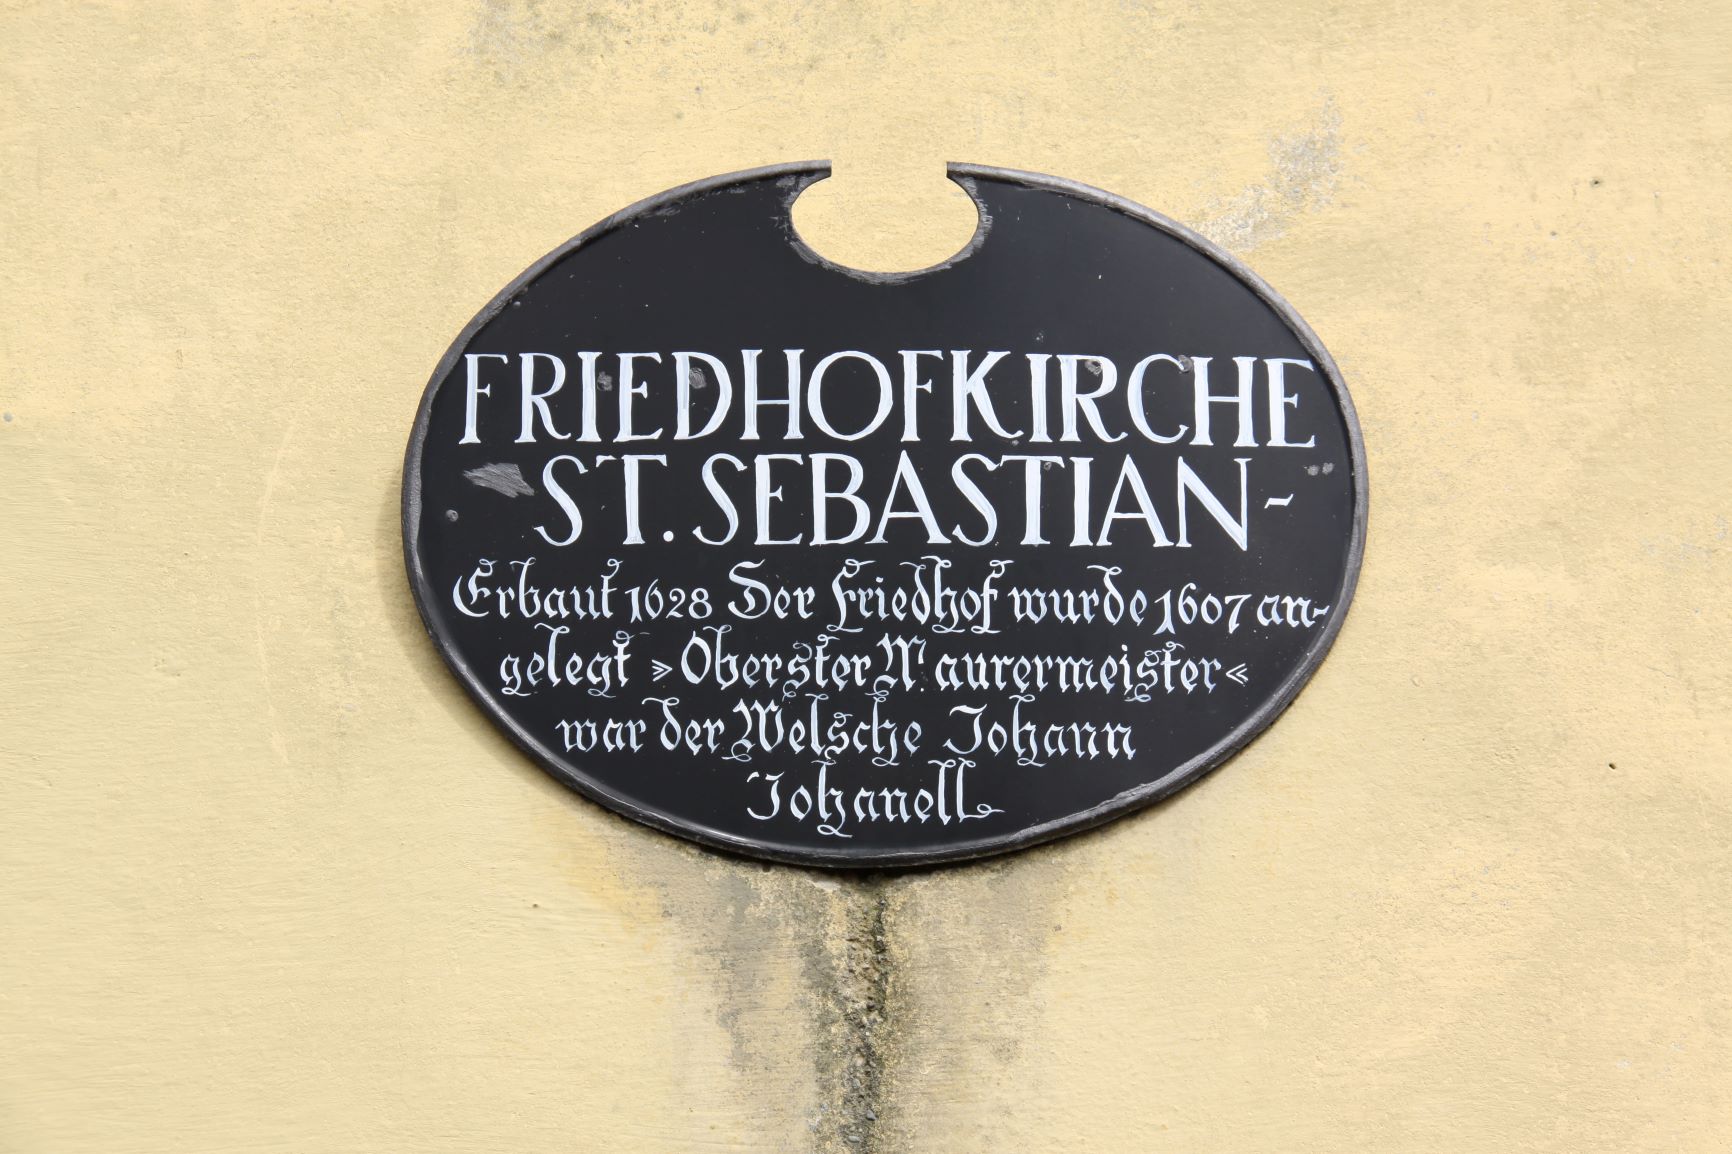 FRIEDHOFKIRCHE
ST. SEBASTIAN -
Erbaut 1628 Der Friedhof wurde 1607 an-
gelegt »Oberster Maurermeister«
war der Welsche Johann
Johanell